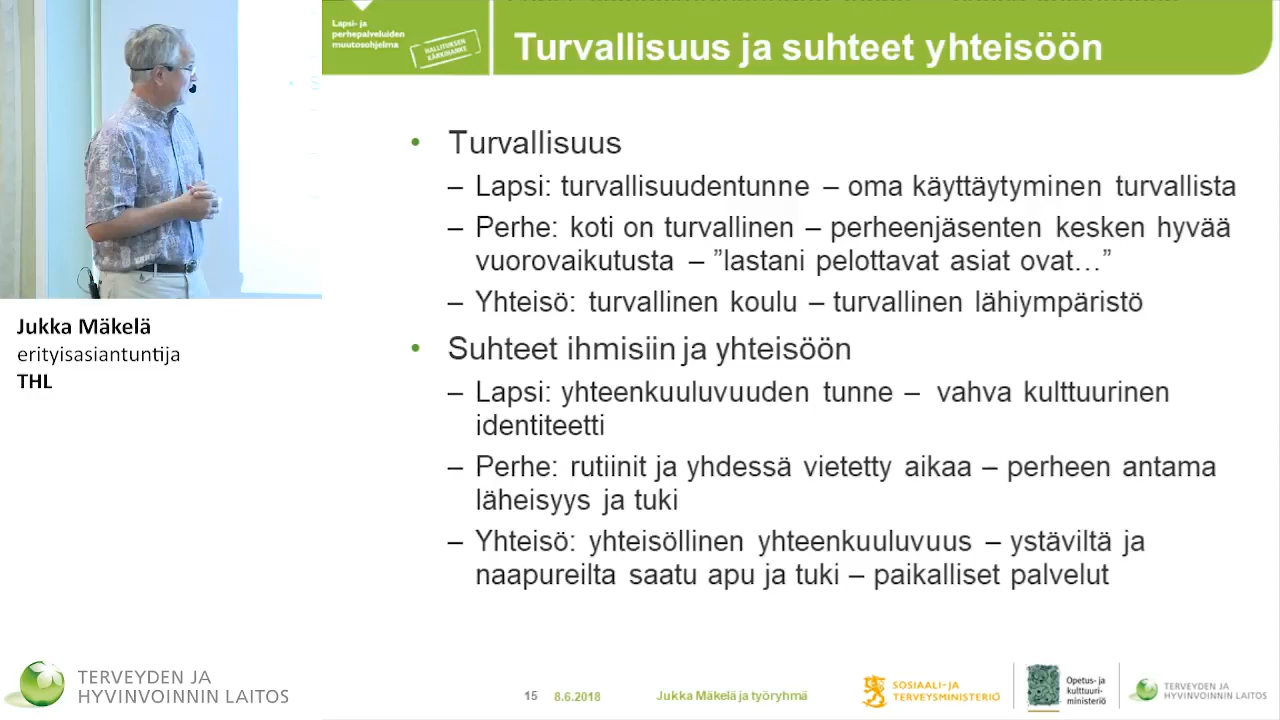 Lapsi- ja
perhepalveluiden
muutosohjelma
HALLITUKSEN
KÄRKIHANKE
Turvallisuus ja suhteet yhteisöön
• Turvallisuus
– Lapsi: turvallisuudentunne – oma käyttäytyminen turvallista
– Perhe: koti on turvallinen – perheenjäsenten kesken hyvää
vuorovaikutusta – ”lastani pelottavat asiat ovat…”
– Yhteisö: turvallinen koulu – turvallinen lähiympäristö
• Suhteet ihmisiin ja yhteisöön
– Lapsi: yhteenkuuluvuuden tunne – vahva kulttuurinen
identiteetti
– Perhe: rutiinit ja yhdessä vietetty aikaa – perheen antama
läheisyys ja tuki
– Yhteisö: yhteisöllinen yhteenkuuluvuus – ystäviltä ja
naapureilta saatu apu ja tuki – paikalliset palvelut
Jukka Mäkelä
erityisasiantuntija
THL
TERVEYDEN JA
HYVINVOINNIN LAITOS
15 8.6.2018 Jukka Mäkelä ja työryhmä
SOSIAALI- JA
TERVEYSMINISTERIÖ
Opetus- ja
kulttuuri-
ministeriö
TERVEYDEN JA
HYVINVOINNIN LAITOS